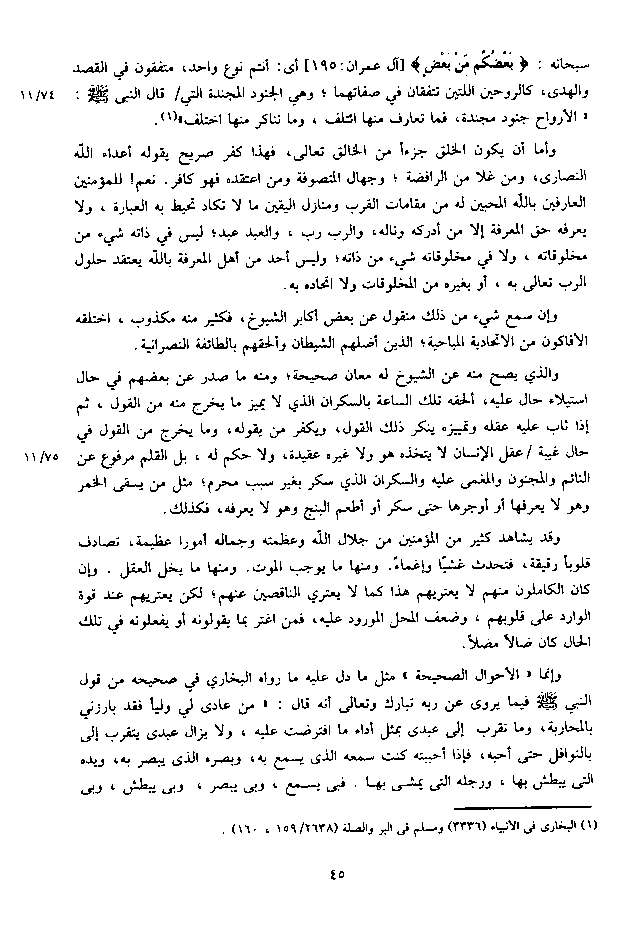 سبحانه : ﴿ بَعْضُكُم مِّنْ بَعْضٍ ﴾ [آل عمران: ١٩٥] أى: أنتم نوع واحد، متفقون في القصد
والهدى، كالروحين اللتين تتفقان في صفاتهما ؛ وهي الجنود المجندة التي/ قال النبى ﷺ :
١١/٧٤
« الأرواح جنود مجندة، فما تعارف منها ائتلف ، وما تناكر منها اختلف»(١).
وأما أن يكون الخلق جزءاً من الخالق تعالى، فهذا كفر صريح يقوله أعداء الله
النصارى، ومن غلا من الرافضة ؛ وجهال المتصوفة ومن اعتقده فهو كافر. نعم! للمؤمنين
العارفين بالله المحبين له من مقامات القرب ومنازل اليقين ما لا تكاد تحيط به العبارة ، ولا
يعرفه حق المعرفة إلا من أدركه وناله، والرب رب ، والعبد عبد؛ ليس في ذاته شيء من
مخلوقاته ، ولا في مخلوقاته شيء من ذاته؛ وليس أحد من أهل المعرفة بالله يعتقد حلول
الرب تعالى به ، أو بغيره من المخلوقات ولا اتحاده به.
وإن سمع شيء من ذلك منقول عن بعض أكابر الشيوخ، فكثير منه مكذوب ، اختلقه
الأفاكون من الاتحادية المباحية؛ الذين أضلهم الشيطان وألحقهم بالطائفة النصرانية.
والذي يصح منه عن الشيوخ له معان صحيحة؛ ومنه ما صدر عن بعضهم في حال
استيلاء حال عليه، ألحقه تلك الساعة بالسكران الذي لا يميز ما يخرج منه من القول ، ثم
إذا ثاب عليه عقله وتمييزه ينكر ذلك القول، ويكفر من يقوله، وما يخرج من القول في
حال غيبة /عقل الإنسان لا يتخذه هو ولا غيره عقيدة، ولا حكم له ، بل القلم مرفوع عن
١١/٧٥
النائم والمجنون والمغمى عليه والسكران الذي سكر بغير سبب محرم؛ مثل من يسقى الخمر
وهو لا يعرفها أو أوجرها حتى سكر أو أطعم البنج وهو لا يعرفه، فكذلك.
وقد يشاهد كثير من المؤمنين من جلال الله وعظمته وجماله أمورا عظيمة، تصادف
قلوباً رقيقة، فتحدث غشيًا وإغماءً. ومنها ما يوجب الموت. ومنها ما يخل العقل . وإن
كان الكاملون منهم لا يعتريهم هذا كما لا يعتري الناقصين عنهم؛ لكن يعتريهم عند قوة
الوارد على قلوبهم ، وضعف المحل المورود عليه، فمن اغتر بما يقولونه أو يفعلونه في تلك
الحال كان ضالاً مضلاً.
وإنما « الأحوال الصحيحة » مثل ما دل عليه ما رواه البخاري في صحيحه من قول
النبي ﷺ فيما يروى عن ربه تبارك وتعالى أنه قال : « من عادى لي ولياً فقد بارزني
بالمحاربة، وما تقرب إلى عبدى بمثل أداء ما افترضت عليه ، ولا يزال عبدى يتقرب إلى
بالنوافل حتى أحبه، فإذا أحببته كنت سمعه الذى يسمع به، وبصره الذى يبصر به، ويده
التى يبطش بها ، ورجله التى يمشى بهـا . فبى يسمع ، وبى يبصر ، وبى يبطش ، وبى
(١) البخارى فى الأنبياء (٣٣٣٦) ومسلم فى البر والصلة (١٥٩/٢٦٣٨ ، ١٦٠) .
٤٥